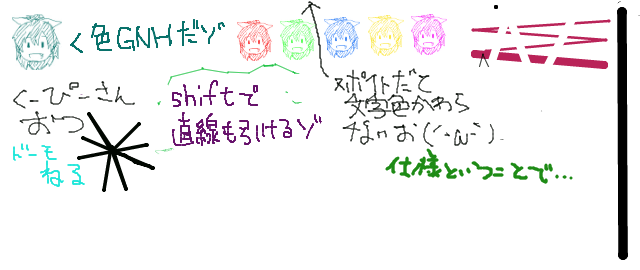 く色GNHだゾ
くーぴーさん
おつ
ドーモ
ねる
shiftで
直線も引けるゾ
スポイトだと
文字色かわら
ないお(´・ω・`)
仕様ということで…